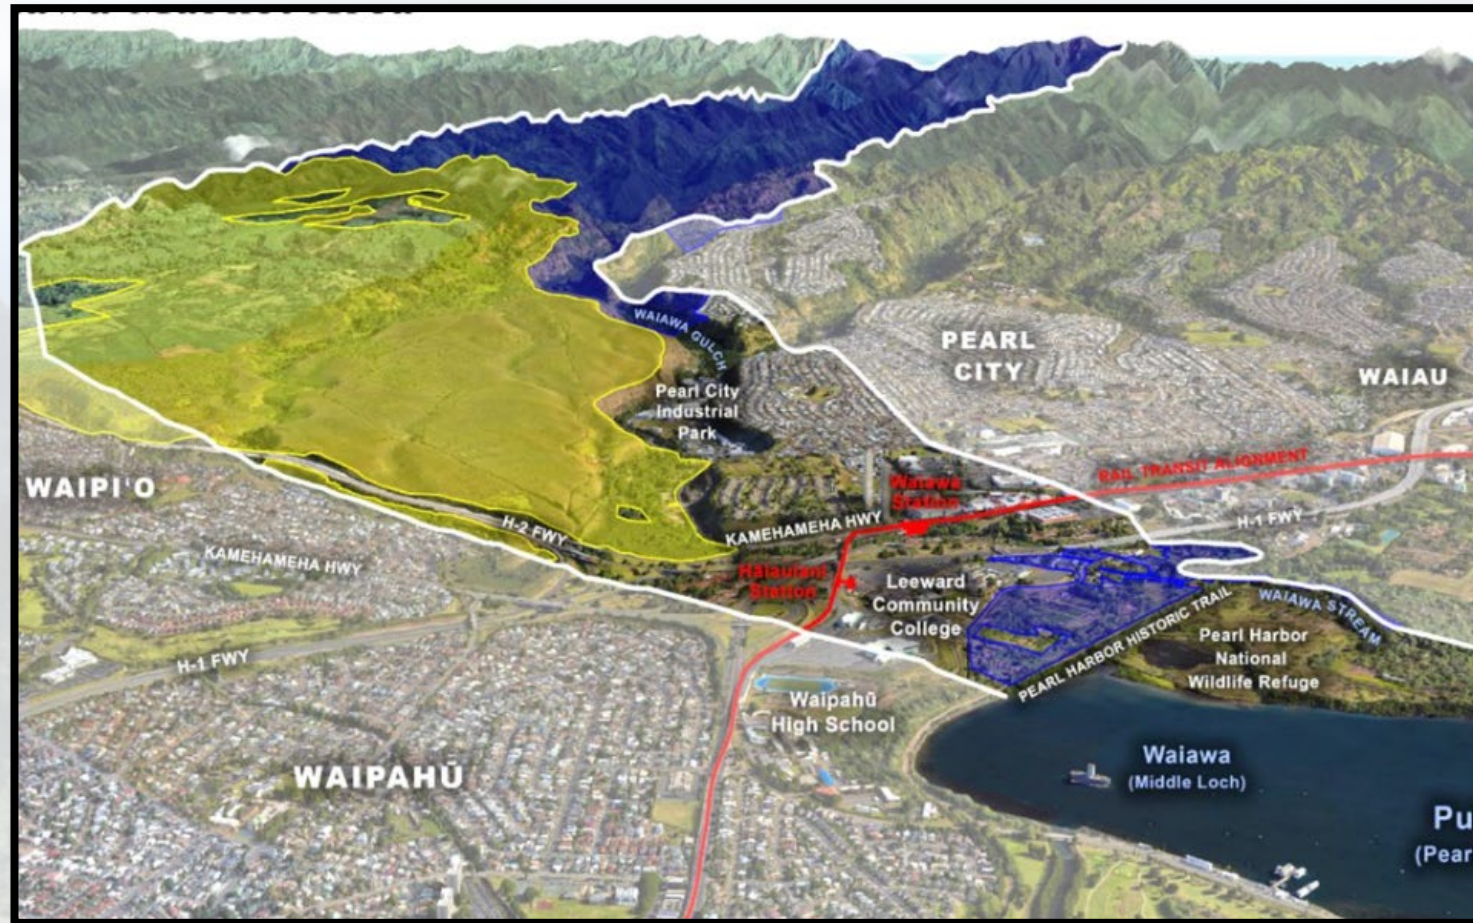 WAIAWA GULCH
PEARL
CITY
Pearl City
Industrial
Park
WAIAU
RAIL TRANSIT ALIGNMENT
Waiawa
Station
WAIPI'O
H-2 FWY
KAMEHAMEHA HWY
H-1 FWY
KAMEHAMEHA HWY
Hālaulani
Station
Leeward
Community
College
PEARL HARBOR HISTORIC TRAIL
WAIAWA STREAM
Pearl Harbor
National
Wildlife Refuge
H-1 FWY
Waipahū
High School
WAIPAHŪ
Waiawa
(Middle Loch)
Pu
(Pear